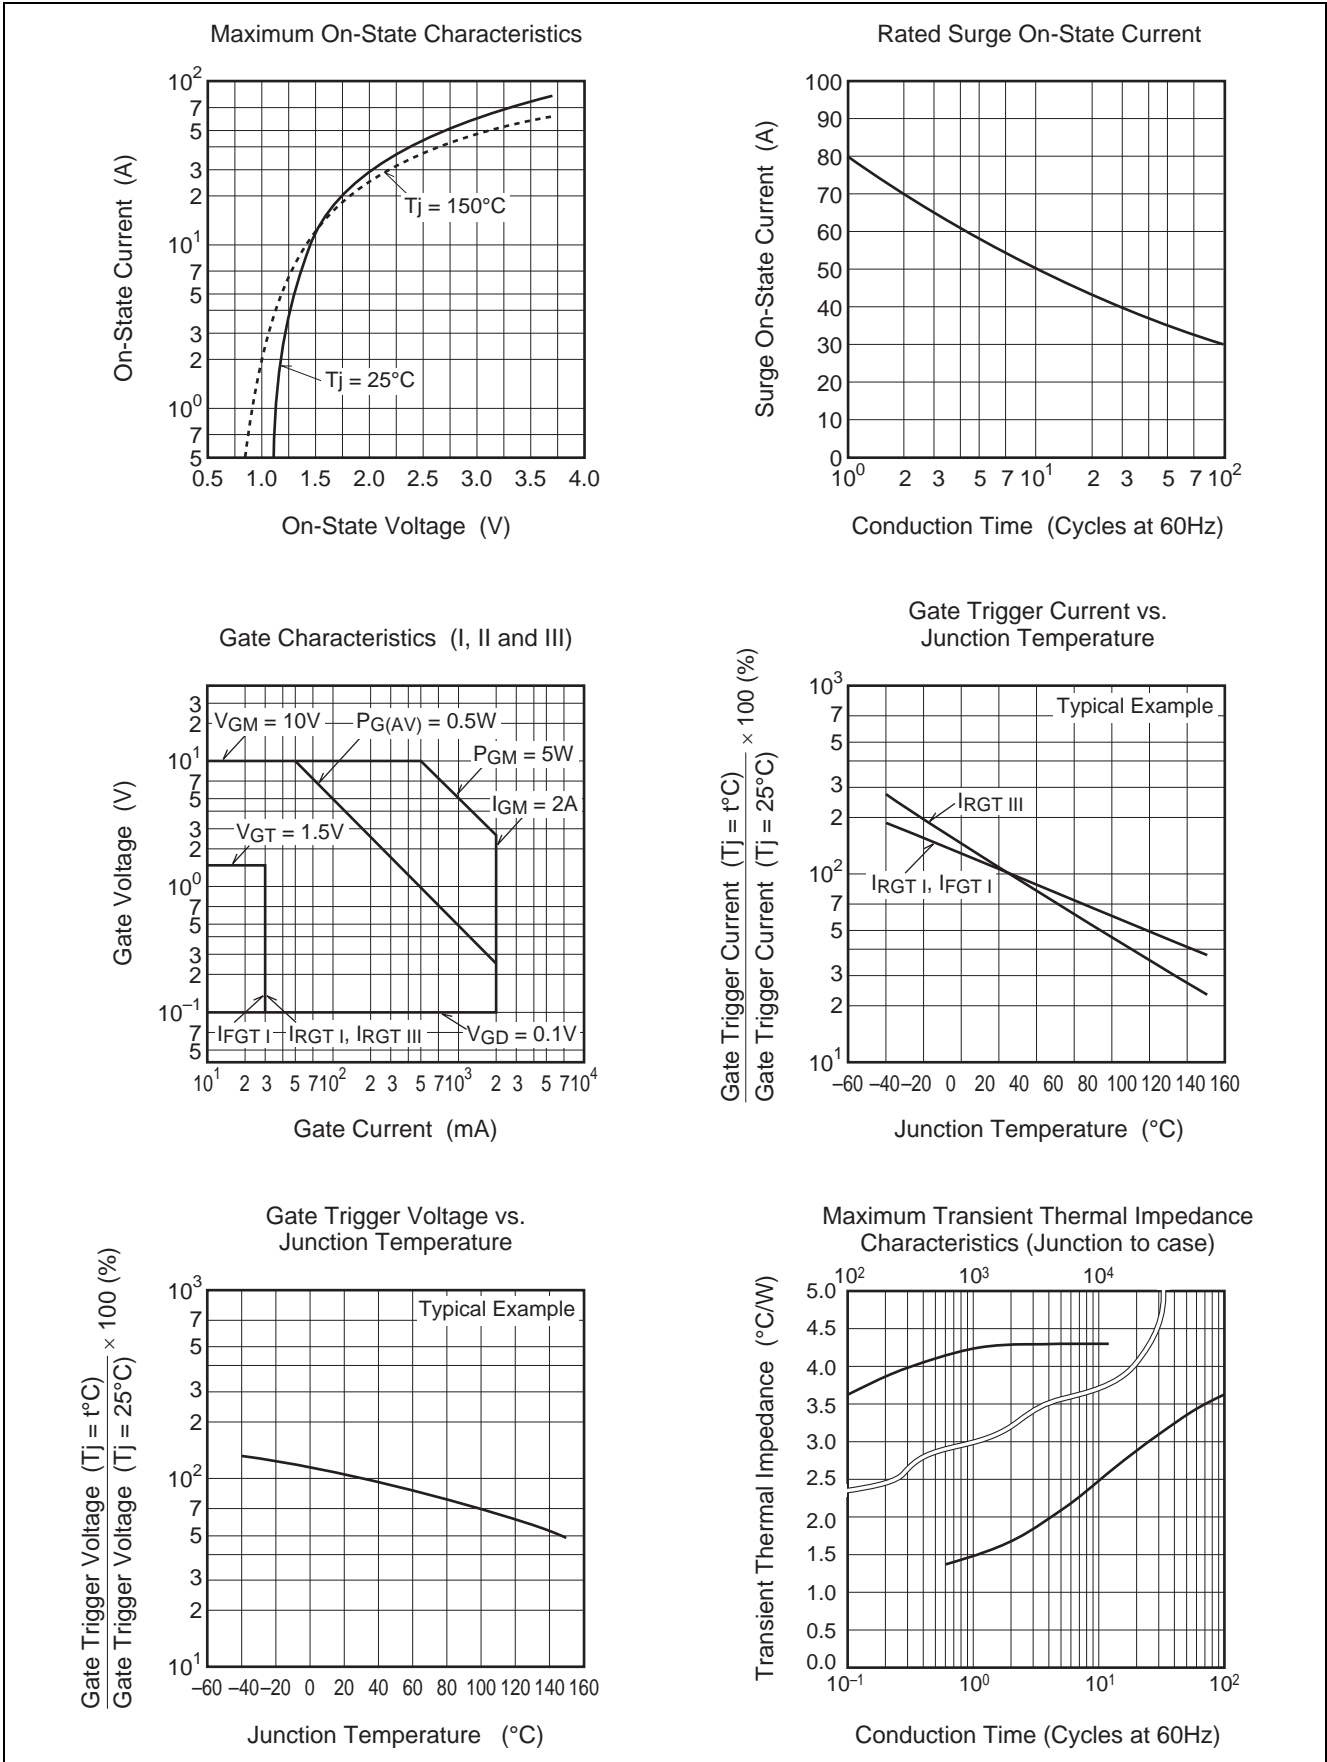 Maximum On-State Characteristics
On-State Current (A)
10²
7
5
3
2
10¹
7
5
3
2
10⁰
7
5
Tj = 150°C
Tj = 25°C
0.5 1.0 1.5 2.0 2.5 3.0 3.5 4.0
On-State Voltage (V)
Rated Surge On-State Current
Surge On-State Current (A)
100
90
80
70
60
50
40
30
20
10
0
10⁰ 2 3 5 7 10¹ 2 3 5 7 10²
Conduction Time (Cycles at 60Hz)
Gate Characteristics (I, II and III)
Gate Voltage (V)
3
2
10¹
7
5
3
2
10⁰
7
5
3
2
10⁻¹
7
5
VGM = 10V
PG(AV) = 0.5W
PGM = 5W
IGM = 2A
VGT = 1.5V
IFGT I
IRGT I, IRGT III
VGD = 0.1V
10¹ 2 3 5 7 10² 2 3 5 7 10³ 2 3 5 7 10⁴
Gate Current (mA)
Gate Trigger Current vs.
Junction Temperature
Gate Trigger Current (Tj = t°C)
Gate Trigger Current (Tj = 25°C)
× 100 (%)
10³
7
5
3
2
10²
7
5
3
2
10¹
Typical Example
IRGT III
IRGT I, IFGT I
–60 –40 –20 0 20 40 60 80 100 120 140 160
Junction Temperature (°C)
Gate Trigger Voltage vs.
Junction Temperature
Gate Trigger Voltage (Tj = t°C)
Gate Trigger Voltage (Tj = 25°C)
× 100 (%)
10³
7
5
3
2
10²
7
5
3
2
10¹
Typical Example
–60 –40 –20 0 20 40 60 80 100 120 140 160
Junction Temperature (°C)
Maximum Transient Thermal Impedance
Characteristics (Junction to case)
Transient Thermal Impedance (°C/W)
10² 10³ 10⁴
5.0
4.5
4.0
3.5
3.0
2.5
2.0
1.5
1.0
0.5
0.0
10⁻¹ 10⁰ 10¹ 10²
Conduction Time (Cycles at 60Hz)